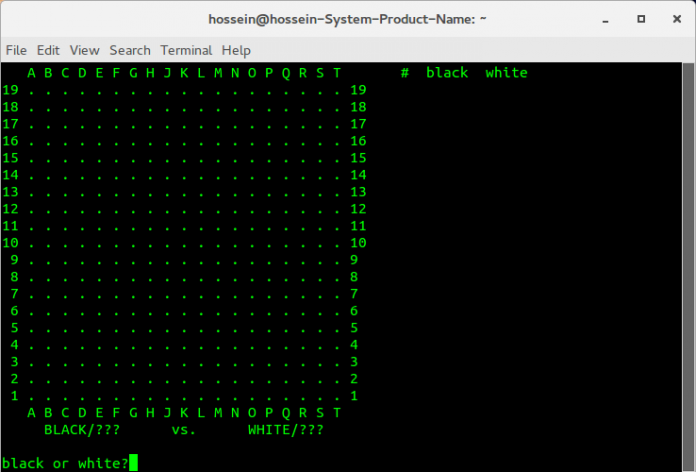 hossein@hossein-System-Product-Name: ~
File Edit View Search Terminal Help
A B C D E F G H J K L M N O P Q R S T # black white
19 . . . . . . . . . . . . . . . . . . . 19
18 . . . . . . . . . . . . . . . . . . . 18
17 . . . . . . . . . . . . . . . . . . . 17
16 . . . . . . . . . . . . . . . . . . . 16
15 . . . . . . . . . . . . . . . . . . . 15
14 . . . . . . . . . . . . . . . . . . . 14
13 . . . . . . . . . . . . . . . . . . . 13
12 . . . . . . . . . . . . . . . . . . . 12
11 . . . . . . . . . . . . . . . . . . . 11
10 . . . . . . . . . . . . . . . . . . . 10
9 . . . . . . . . . . . . . . . . . . . 9
8 . . . . . . . . . . . . . . . . . . . 8
7 . . . . . . . . . . . . . . . . . . . 7
6 . . . . . . . . . . . . . . . . . . . 6
5 . . . . . . . . . . . . . . . . . . . 5
4 . . . . . . . . . . . . . . . . . . . 4
3 . . . . . . . . . . . . . . . . . . . 3
2 . . . . . . . . . . . . . . . . . . . 2
1 . . . . . . . . . . . . . . . . . . . 1
A B C D E F G H J K L M N O P Q R S T
BLACK/??? vs. WHITE/???
black or white?